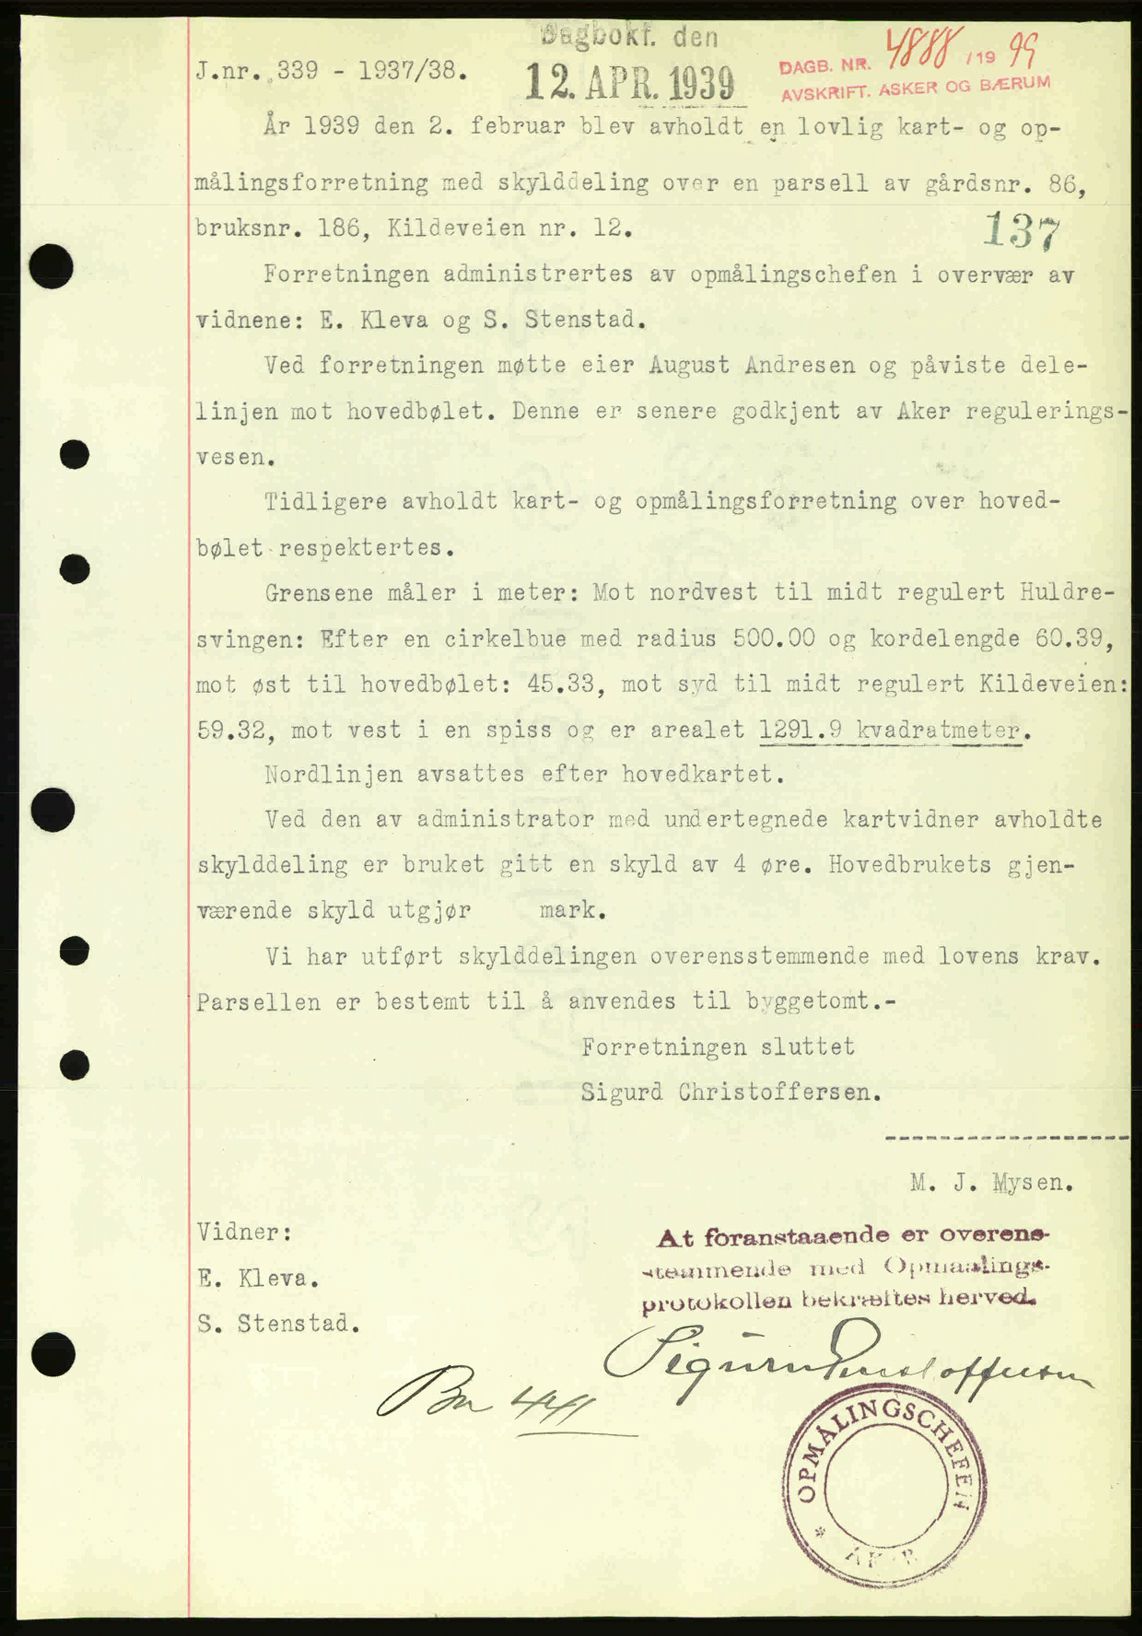 Dagbokf. den
12. APR. 1939
DAGB. NR. 4888 /19 99
AVSKRIFT. ASKER OG BÆRUM
J.nr. 339 - 1937/38.
År 1939 den 2. februar blev avholdt en lovlig kart- og op-
målingsforretning med skylddeling over en parsell av gårdsnr. 86,
bruksnr. 186, Kildeveien nr. 12.
137
Forretningen administrertes av opmålingschefen i overvær av
vidnene: E. Kleva og S. Stenstad.
Ved forretningen møtte eier August Andresen og påviste dele-
linjen mot hovedbølet. Denne er senere godkjent av Aker regulerings-
vesen.
Tidligere avholdt kart- og opmålingsforretning over hoved-
bølet respektertes.
Grensene måler i meter: Mot nordvest til midt regulert Huldre-
svingen: Efter en cirkelbue med radius 500.00 og kordelengde 60.39,
mot øst til hovedbølet: 45.33, mot syd til midt regulert Kildeveien:
59.32, mot vest i en spiss og er arealet 1291.9 kvadratmeter.
Nordlinjen avsattes efter hovedkartet.
Ved den av administrator med undertegnede kartvidner avholdte
skylddeling er bruket gitt en skyld av 4 øre. Hovedbrukets gjen-
værende skyld utgjør mark.
Vi har utført skylddelingen overensstemmende med lovens krav.
Parsellen er bestemt til å anvendes til byggetomt.-
Forretningen sluttet
Sigurd Christoffersen.
--------------------
M. J. Mysen.
Vidner:
E. Kleva.
S. Stenstad.
At foranstaaende er overens-
stemmende med Opmaalings-
protokollen bekræftes herved.
Sigurd Christoffersen
Bn 441
OPMÅLINGSCHEFEN
* AKER